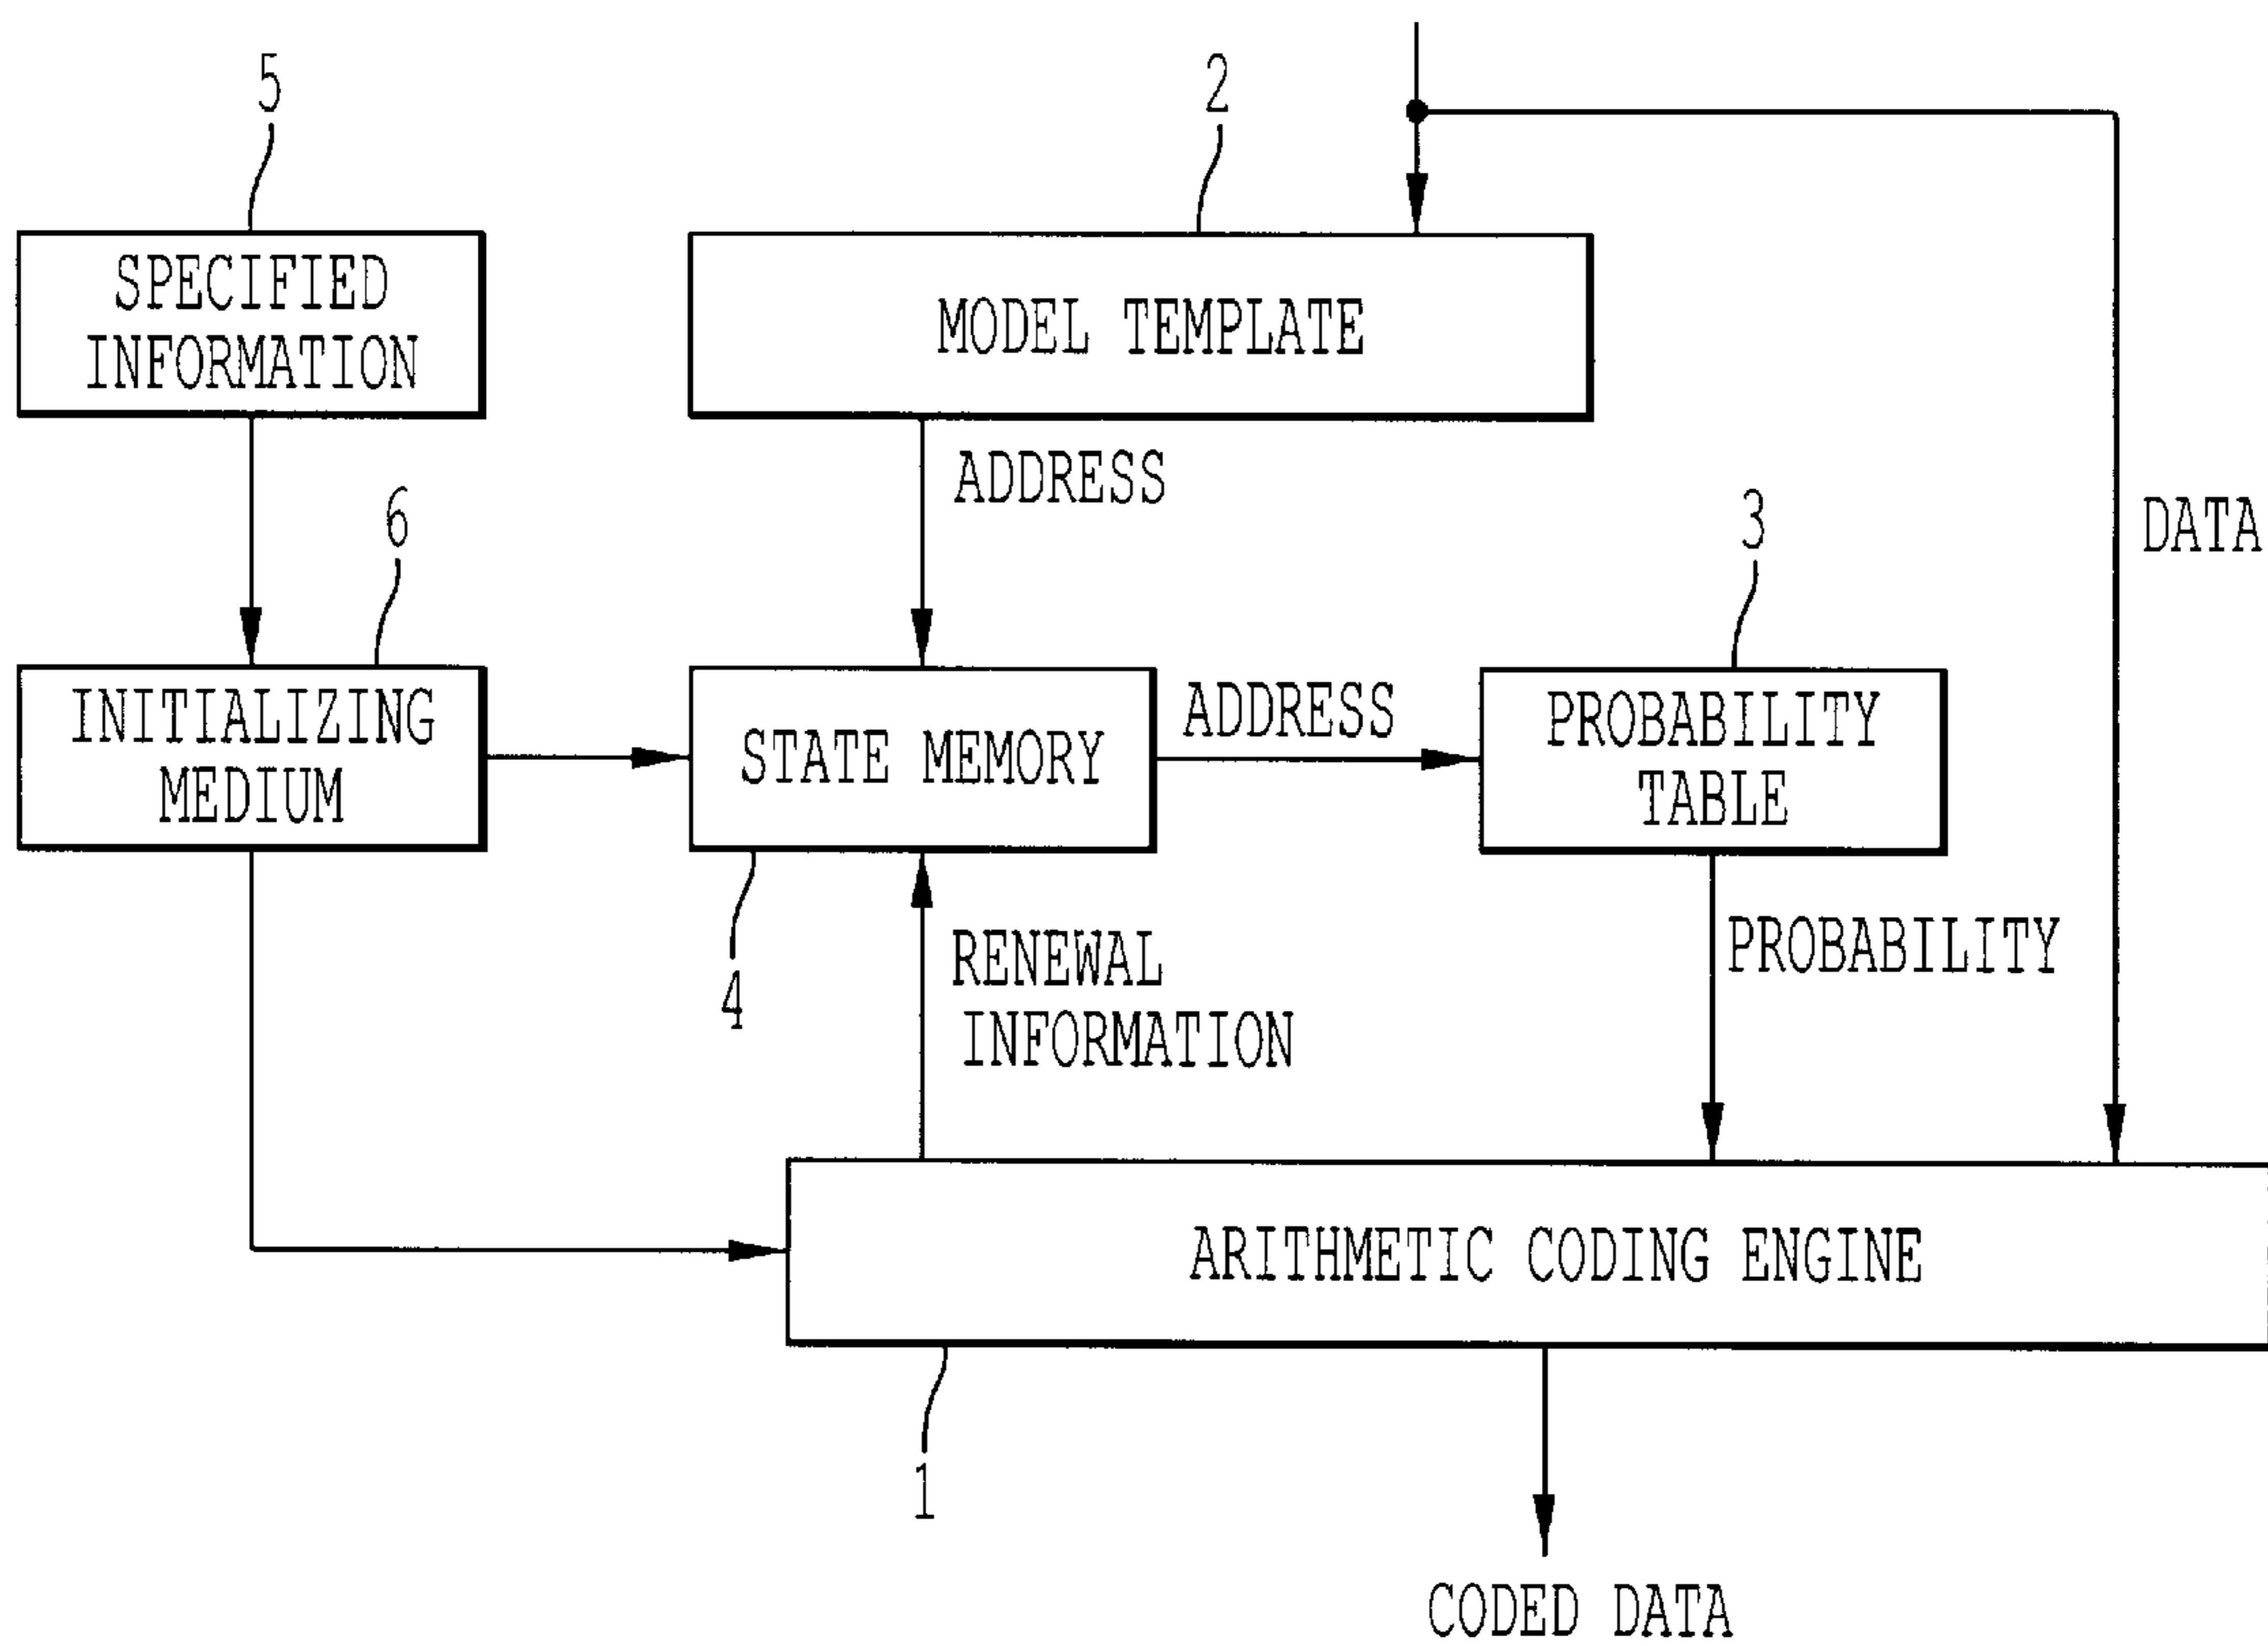 5
2
SPECIFIED
INFORMATION
MODEL TEMPLATE
ADDRESS
DATA
6
3
INITIALIZING
MEDIUM
STATE MEMORY
ADDRESS
PROBABILITY
TABLE
4
RENEWAL
INFORMATION
PROBABILITY
ARITHMETIC CODING ENGINE
1
CODED DATA